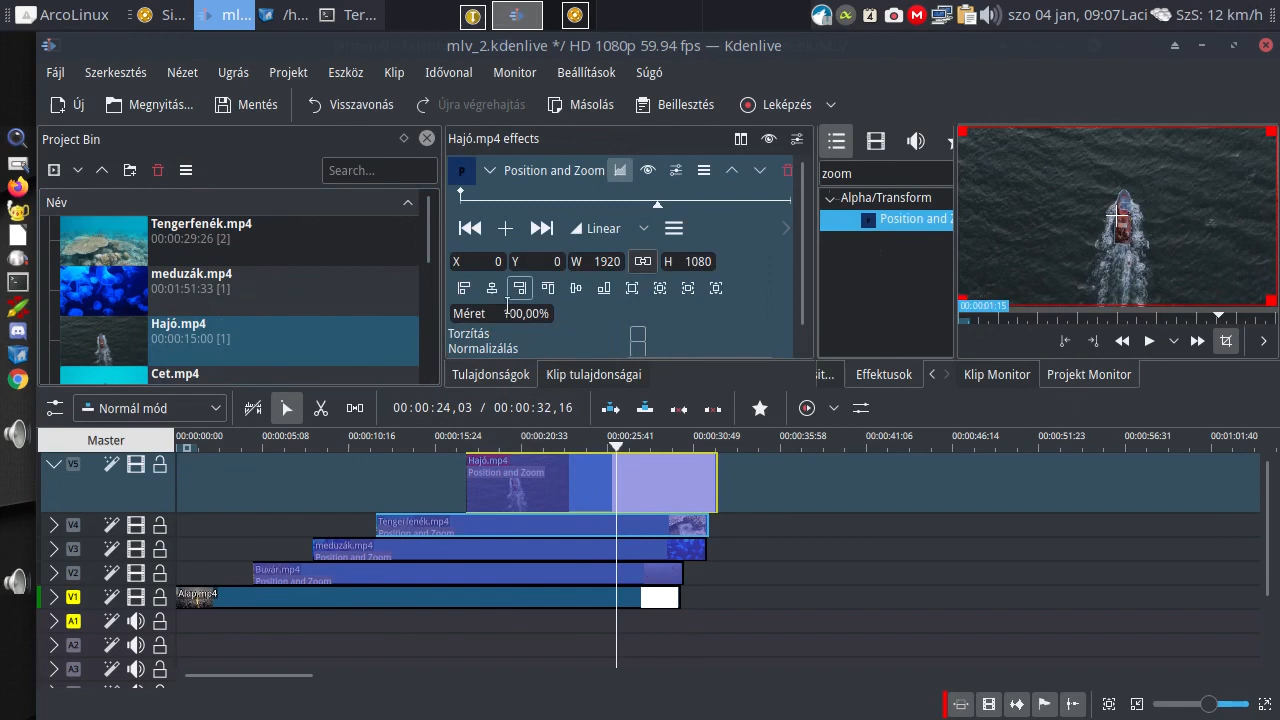 ArcoLinux
Si...
ml...
/h...
Ter...
4
M
szo 04 jan, 09:07 Laci
SzS: 12 km/h
mlv_2.kdenlive */ HD 1080p 59.94 fps — Kdenlive
Fájl Szerkesztés Nézet Ugrás Projekt Eszköz Klip Idővonal Monitor Beállítások Súgó
Új Megnyitás... Mentés Visszavonás Újra végrehajtás Másolás Beillesztés Leképzés
Project Bin
Search...
Név
Tengerfenék.mp4
00:00:29:26 [2]
meduzák.mp4
00:01:51:33 [1]
Hajó.mp4
00:00:15:00 [1]
Cet.mp4
Hajó.mp4 effects
p Position and Zoom
Linear
X 0 Y 0 W 1920 H 1080
Méret 100,00%
Torzítás
Normalizálás
Tulajdonságok Klip tulajdonságai
zoom
Alpha/Transform
Position and Z
it... Effektusok
00:00:01:15
Klip Monitor Projekt Monitor
Normál mód 00:00:24,03 / 00:00:32,16
Master
00:00:00:00 00:00:05:08 00:00:10:16 00:00:15:24 00:00:20:33 00:00:25:41 00:00:30:49 00:00:35:58 00:00:41:06 00:00:46:14 00:00:51:23 00:00:56:31 00:01:01:40
V5 Hajó.mp4
Position and Zoom
V4 Tengerfenék.mp4
Position and Zoom
V3 meduzák.mp4
Position and Zoom
V2 Búvár.mp4
Position and Zoom
V1 Alap.mp4
A1
A2
A3